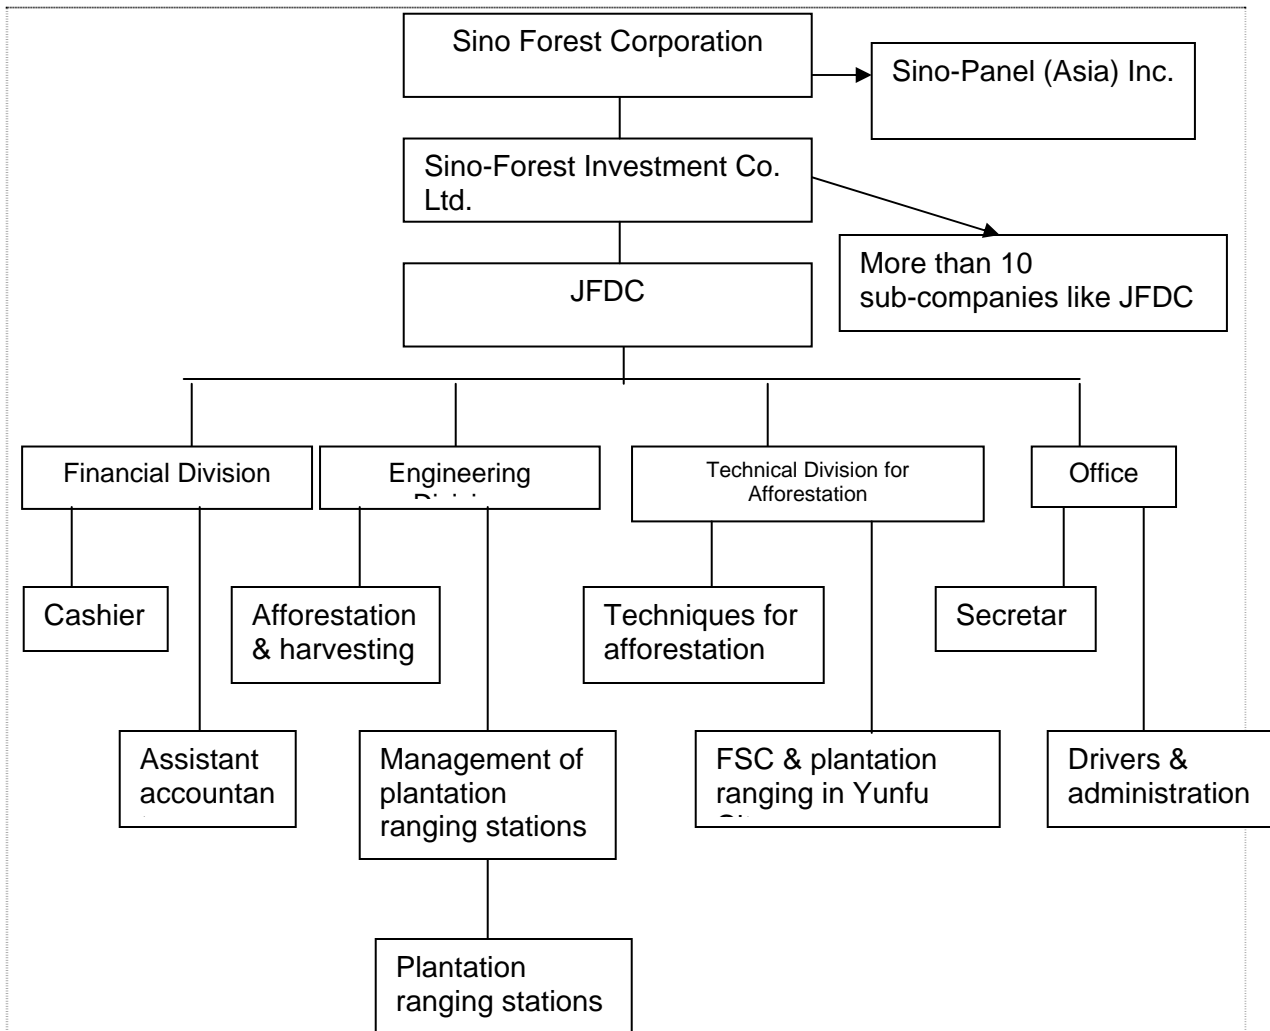 Sino Forest Corporation
Sino-Panel (Asia) Inc.
Sino-Forest Investment Co.
Ltd.
More than 10
sub-companies like JFDC
JFDC
Financial Division
Engineering
Technical Division for
Afforestation
Office
Cashier
Afforestation
& harvesting
Techniques for
afforestation
Secretar
Assistant
accountan
Management of
plantation
ranging stations
FSC & plantation
ranging in Yunfu
Drivers &
administration
Plantation
ranging stations